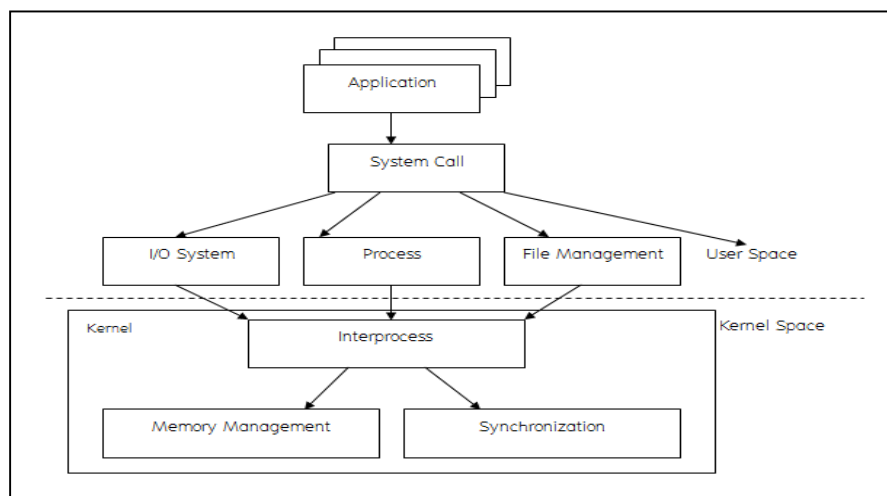 Application
System Call
I/O System
Process
File Management
User Space
Kernel
Interprocess
Kernel Space
Memory Management
Synchronization